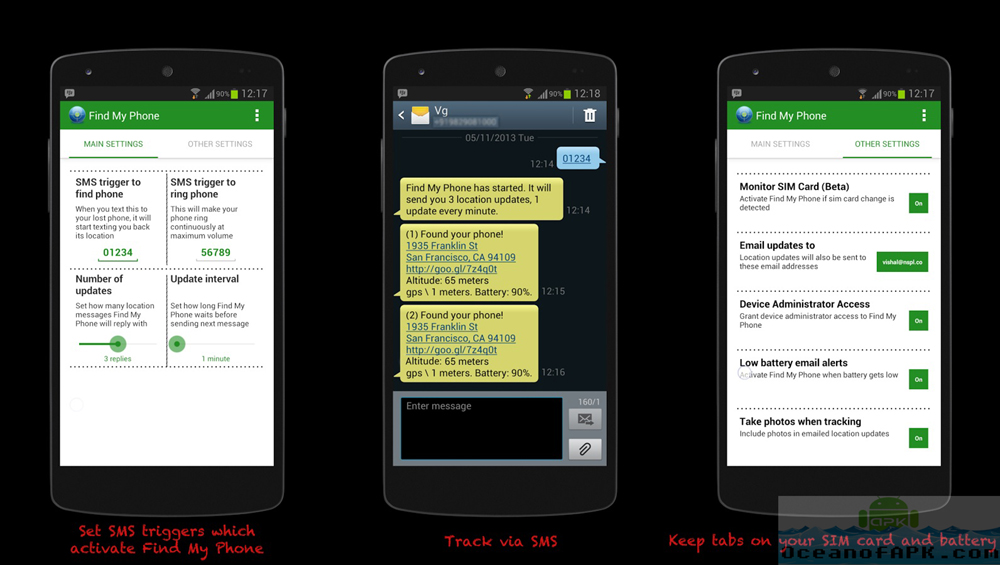 90% 12:17
Find My Phone
MAIN SETTINGS OTHER SETTINGS
SMS trigger to
find phone
When you text this to
your lost phone, it will
start texting you back
its location
01234
SMS trigger to
ring phone
This will make your
phone ring
continuously at
maximum volume
56789
Number of
updates
Set how many location
messages Find My
Phone will reply with
3 replies
Update interval
Set how long Find My
Phone waits before
sending next message
1 minute
Set SMS triggers which
activate Find My Phone
90% 12:18
Vg
05/11/2013 Tue
12:14 01234
Find My Phone has started. It will
send you 3 location updates, 1
update every minute.
12:14
(1) Found your phone!
1935 Franklin St
San Francisco, CA 94109
http://goo.gl/7z4q0t
Altitude: 65 meters
gps \ 1 meters. Battery: 90%.
12:15
(2) Found your phone!
1935 Franklin St
San Francisco, CA 94109
http://goo.gl/7z4q0t
Altitude: 65 meters
gps \ 1 meters. Battery: 90%.
12:16
Enter message
160/1
Track via SMS
90% 12:17
Find My Phone
MAIN SETTINGS OTHER SETTINGS
Monitor SIM Card (Beta)
Activate Find My Phone if sim card change is
detected
On
Email updates to
Location updates will also be sent to
these email addresses
vishal@nspl.co
Device Administrator Access
Grant device administrator access to Find My
Phone
On
Low battery email alerts
Activate Find My Phone when battery gets low
On
Take photos when tracking
Include photos in emailed location updates
On
Keep tabs on your SIM card and battery
APK
OceanofAPK.com